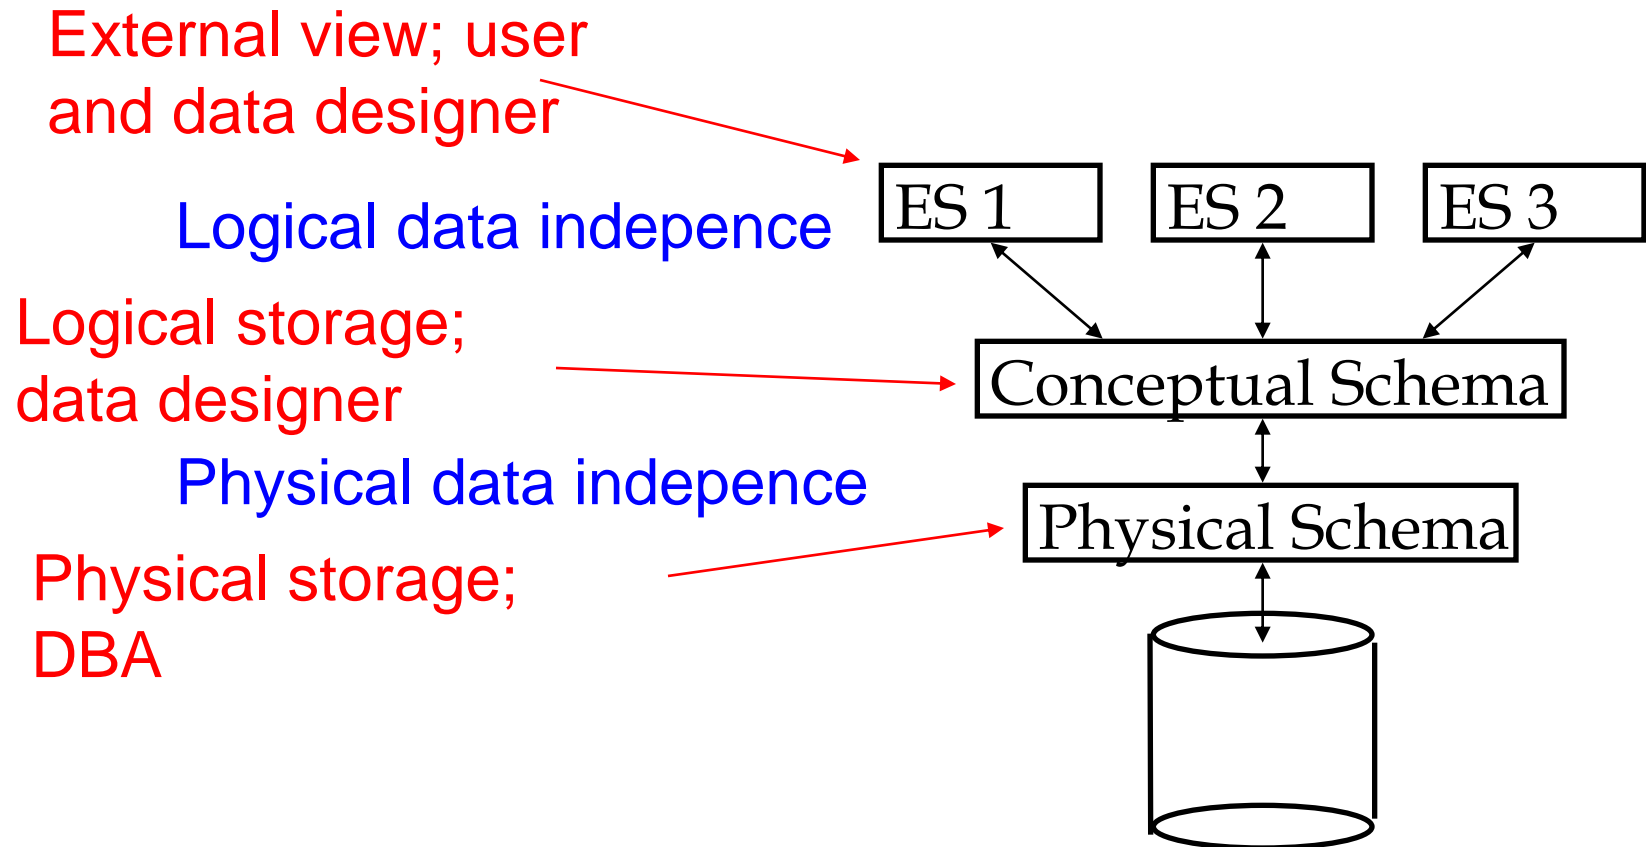 External view; user
and data designer
ES 1
ES 2
ES 3
Logical data indepence
Logical storage;
data designer
Conceptual Schema
Physical data indepence
Physical Schema
Physical storage;
DBA